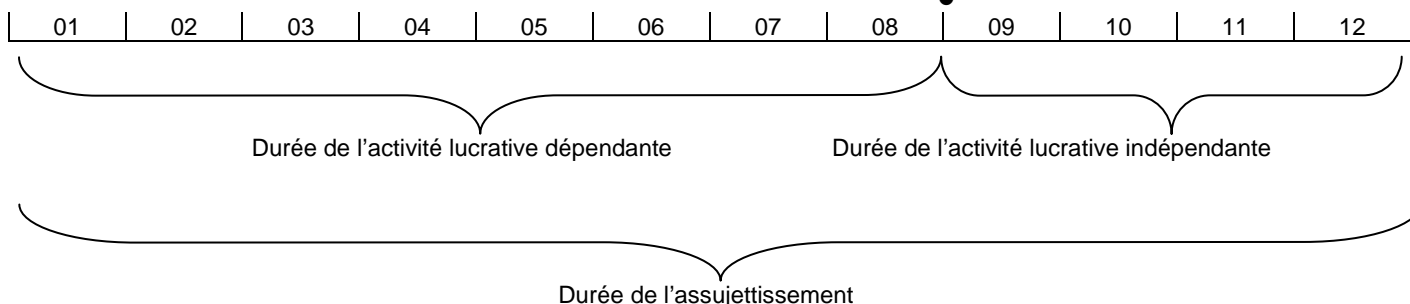 01 02 03 04 05 06 07 08 09 10 11 12
Durée de l'activité lucrative dépendante Durée de l'activité lucrative indépendante
Durée de l'assujettissement